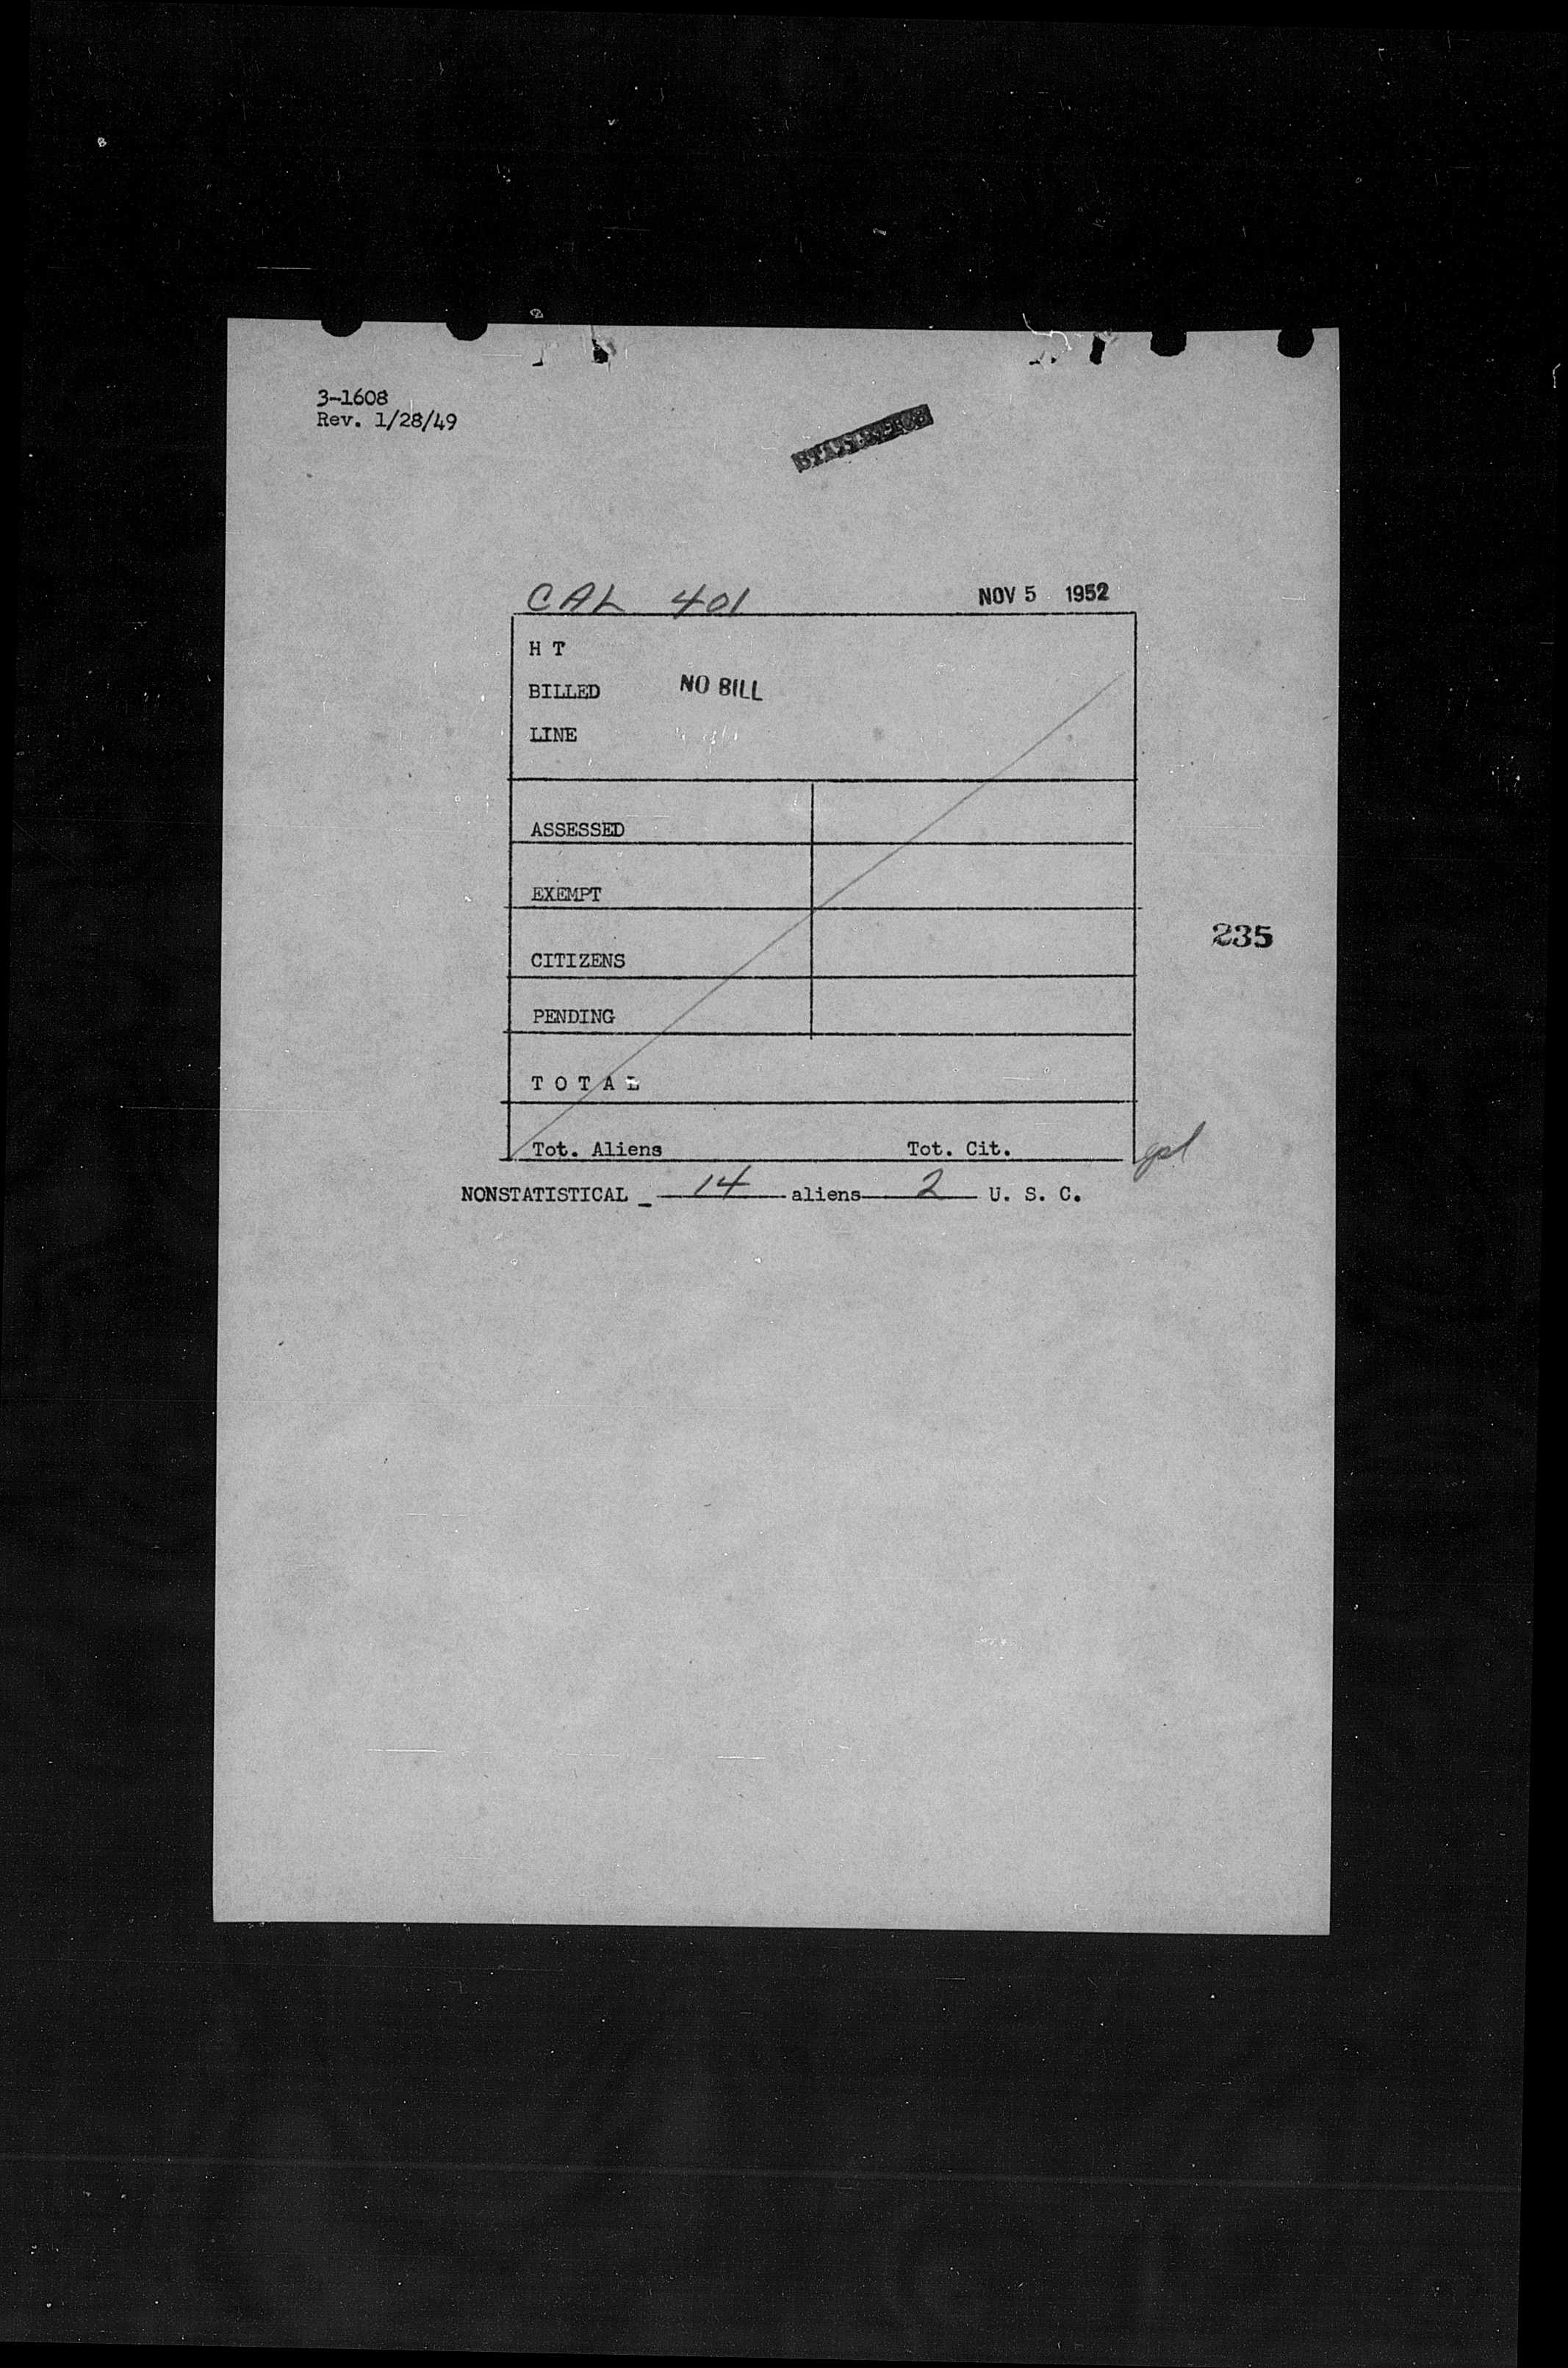 3-1608
Rev. 1/28/49
CAL 401 NOV 5 1952
H T
BILLED NO BILL
LINE
ASSESSED
EXEMPT
235
CITIZENS
PENDING
T O T A L
Tot. Aliens Tot. Cit.
NONSTATISTICAL 14 aliens 2 U. S. C.